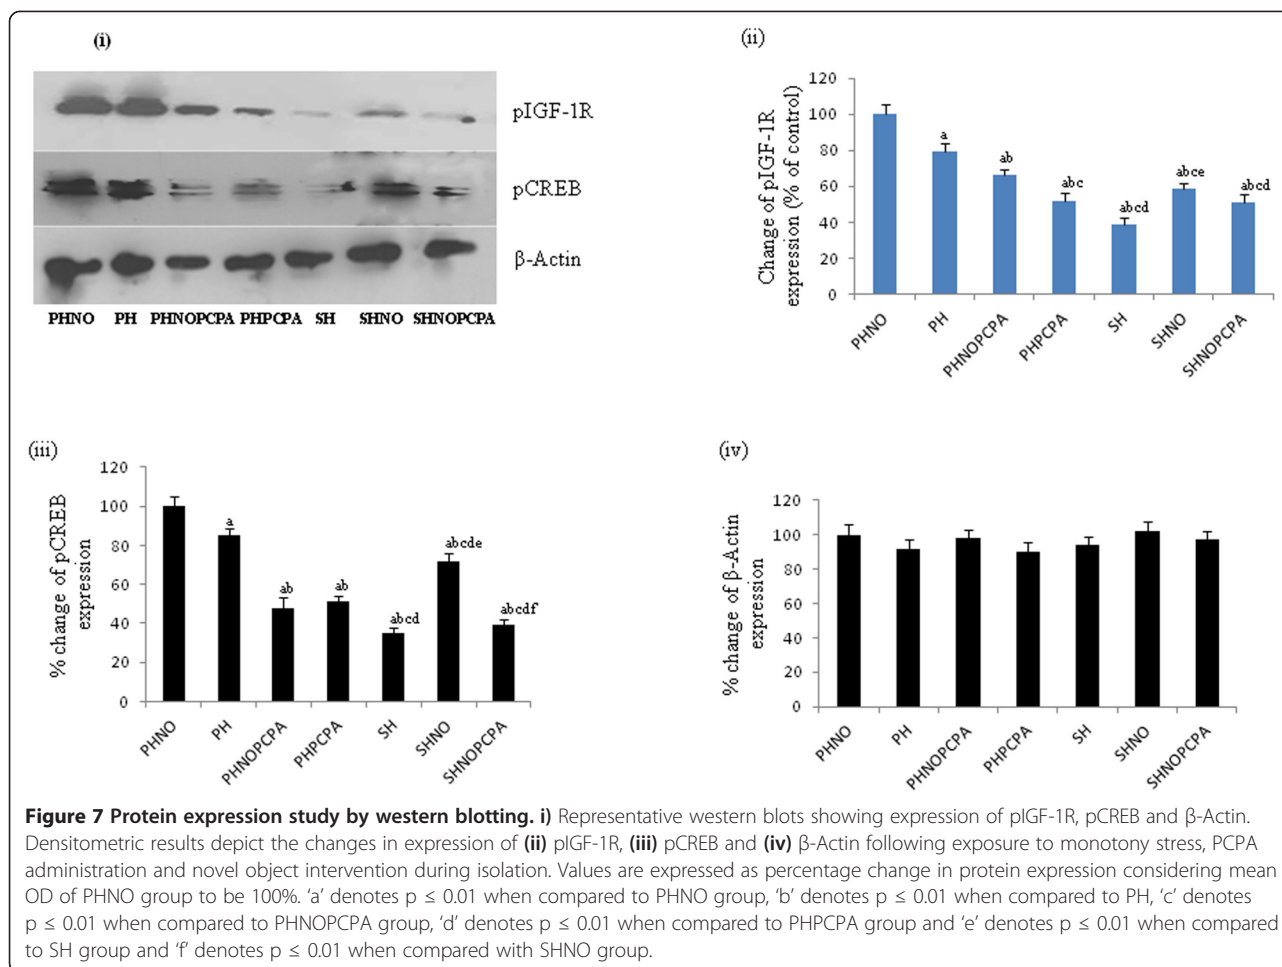 (i)
pIGF-1R
pCREB
β-Actin
PHNO PH PHNOPCPA PHPCPA SH SHNO SHNOPCPA
(ii)
Change of pIGF-1R
expression (% of control)
120
100
80
60
40
20
0
a
ab
abc
abcd
abce
abcd
PHNO
PH
PHNOPCPA
PHPCPA
SH
SHNO
SHNOPCPA
(iii)
% change of pCREB
expression
120
100
80
60
40
20
0
a
ab
ab
abcd
abcde
abcdf
PHNO
PH
PHNOPCPA
PHPCPA
SH
SHNO
SHNOPCPA
(iv)
% change of β-Actin
expression
120
100
80
60
40
20
0
PHNO
PH
PHNOPCPA
PHPCPA
SH
SHNO
SHNOPCPA
Figure 7 Protein expression study by western blotting. i) Representative western blots showing expression of pIGF-1R, pCREB and β-Actin.
Densitometric results depict the changes in expression of (ii) pIGF-1R, (iii) pCREB and (iv) β-Actin following exposure to monotony stress, PCPA
administration and novel object intervention during isolation. Values are expressed as percentage change in protein expression considering mean
OD of PHNO group to be 100%. ‘a’ denotes p ≤ 0.01 when compared to PHNO group, ‘b’ denotes p ≤ 0.01 when compared to PH, ‘c’ denotes
p ≤ 0.01 when compared to PHNOPCPA group, ‘d’ denotes p ≤ 0.01 when compared to PHPCPA group and ‘e’ denotes p ≤ 0.01 when compared
to SH group and ‘f’ denotes p ≤ 0.01 when compared with SHNO group.